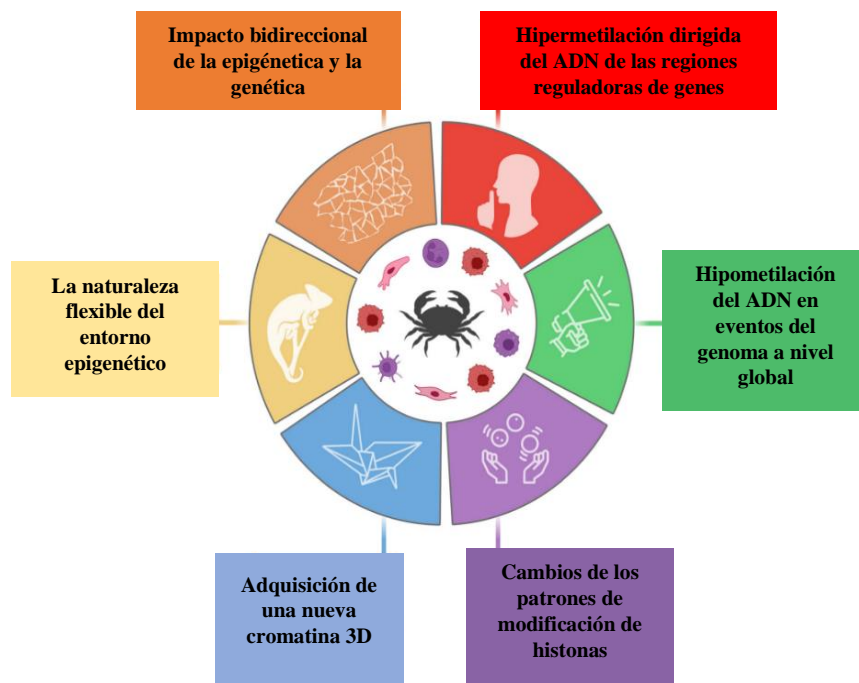 Impacto bidireccional
de la epigénetica y la
genética
Hipermetilación dirigida
del ADN de las regiones
reguladoras de genes
La naturaleza
flexible del
entorno
epigenético
Hipometilación
del ADN en
eventos del
genoma a nivel
global
Adquisición de
una nueva
cromatina 3D
Cambios de los
patrones de
modificación de
histonas